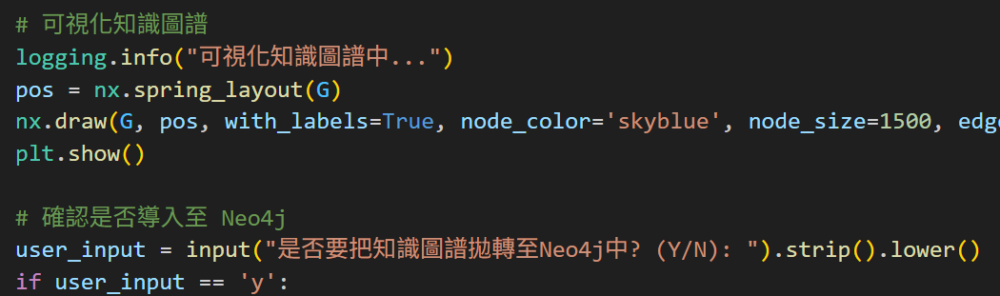 # 可視化知識圖譜
logging.info("可視化知識圖譜中...")
pos = nx.spring_layout(G)
nx.draw(G, pos, with_labels=True, node_color='skyblue', node_size=1500,
plt.show()
# 確認是否導入至 Neo4j
user_input = input("是否要把知識圖譜拋轉至Neo4j中? (Y/N): ").strip().lower()
if user_input == 'y':